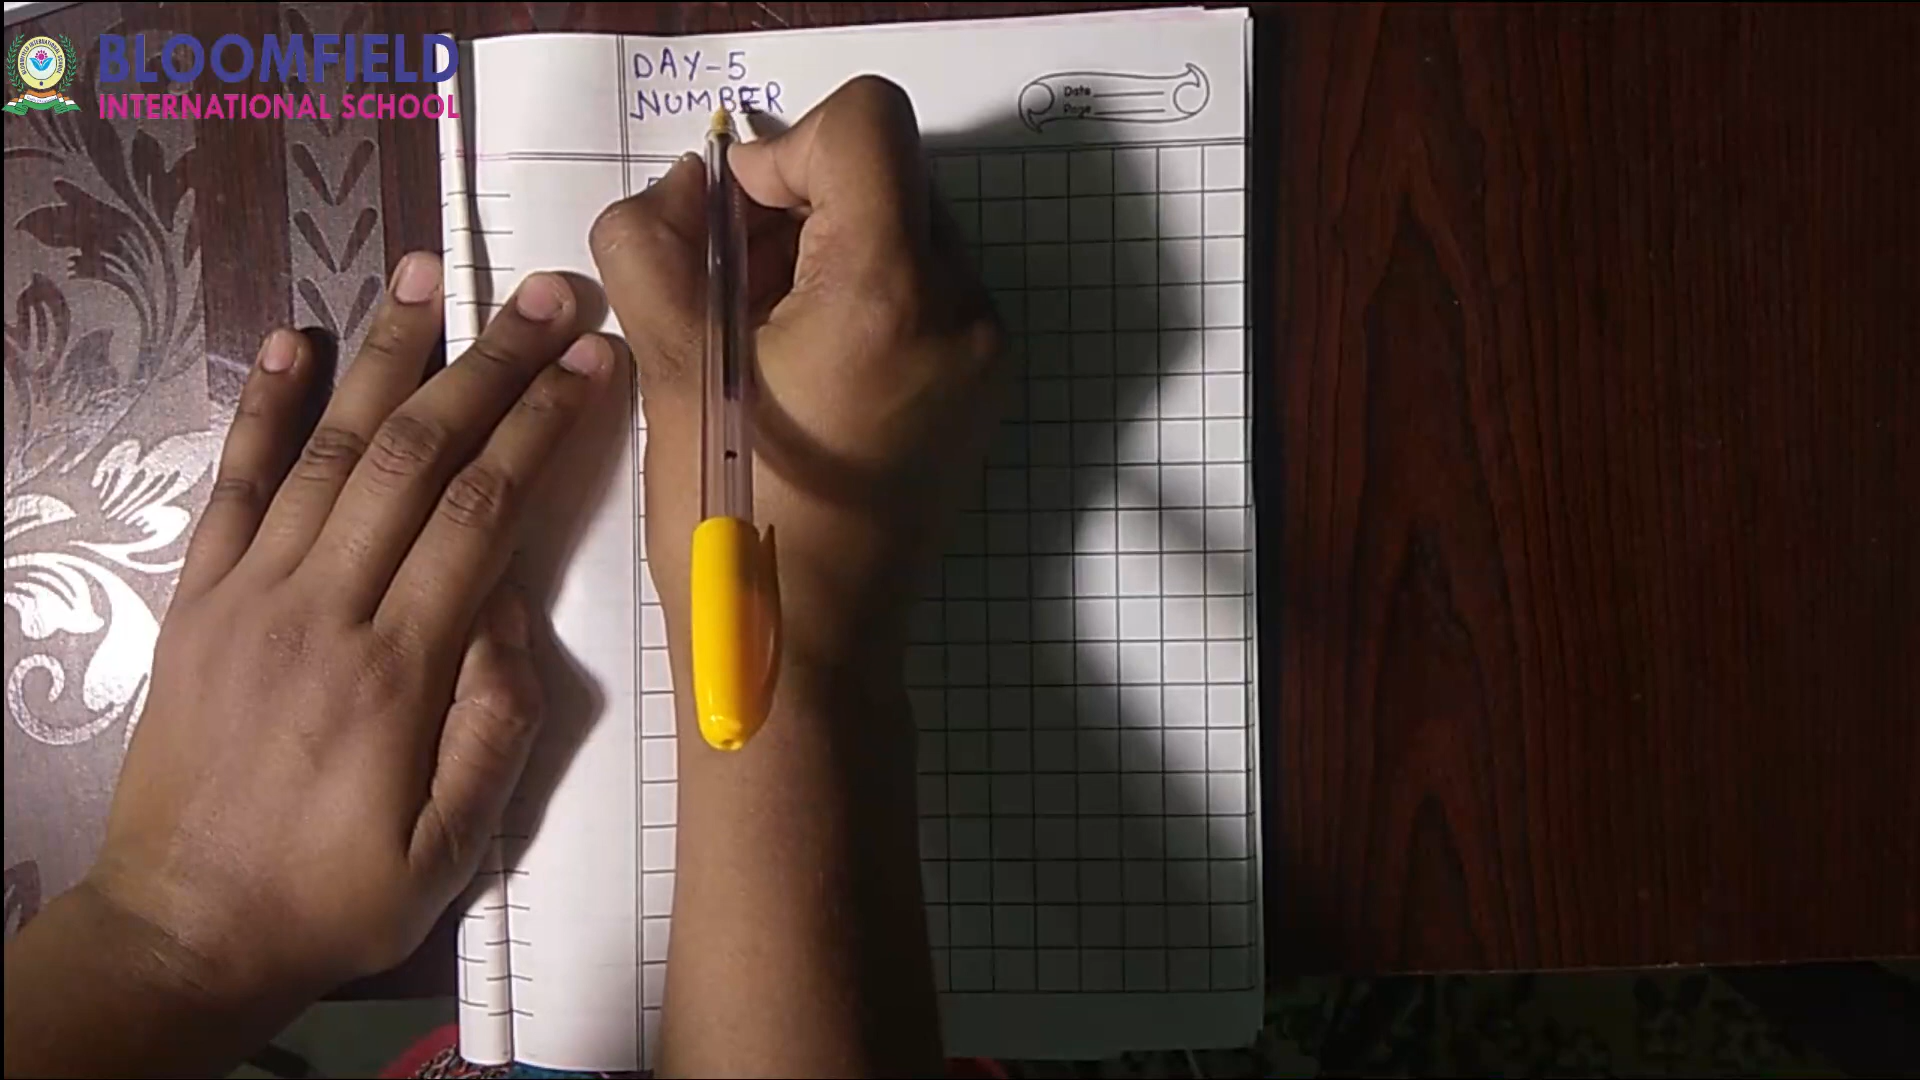 BLOOMFIELD
INTERNATIONAL SCHOOL
DAY-5
NUMBER
Date
Page